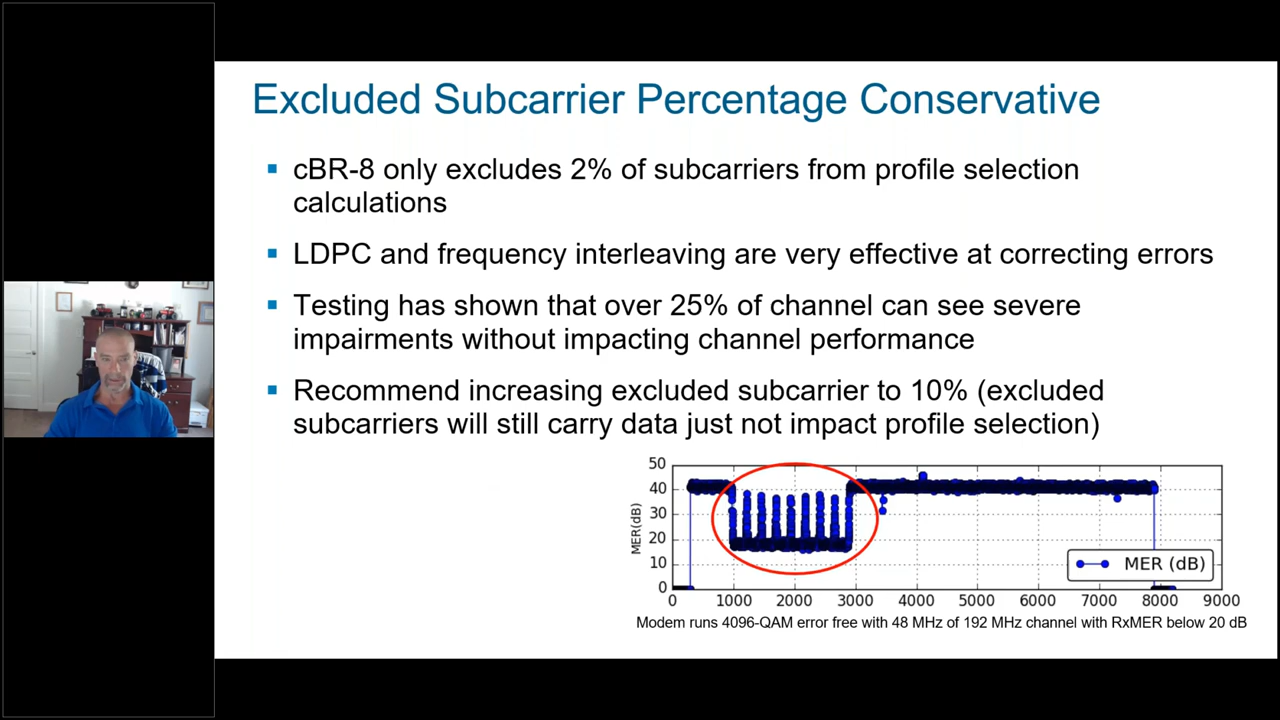 Excluded Subcarrier Percentage Conservative
▪ cBR-8 only excludes 2% of subcarriers from profile selection
calculations
▪ LDPC and frequency interleaving are very effective at correcting errors
▪ Testing has shown that over 25% of channel can see severe
impairments without impacting channel performance
▪ Recommend increasing excluded subcarrier to 10% (excluded
subcarriers will still carry data just not impact profile selection)
50
40
30
20
10
0
MER(dB)
MER (dB)
0 1000 2000 3000 4000 5000 6000 7000 8000 9000
Modem runs 4096-QAM error free with 48 MHz of 192 MHz channel with RxMER below 20 dB